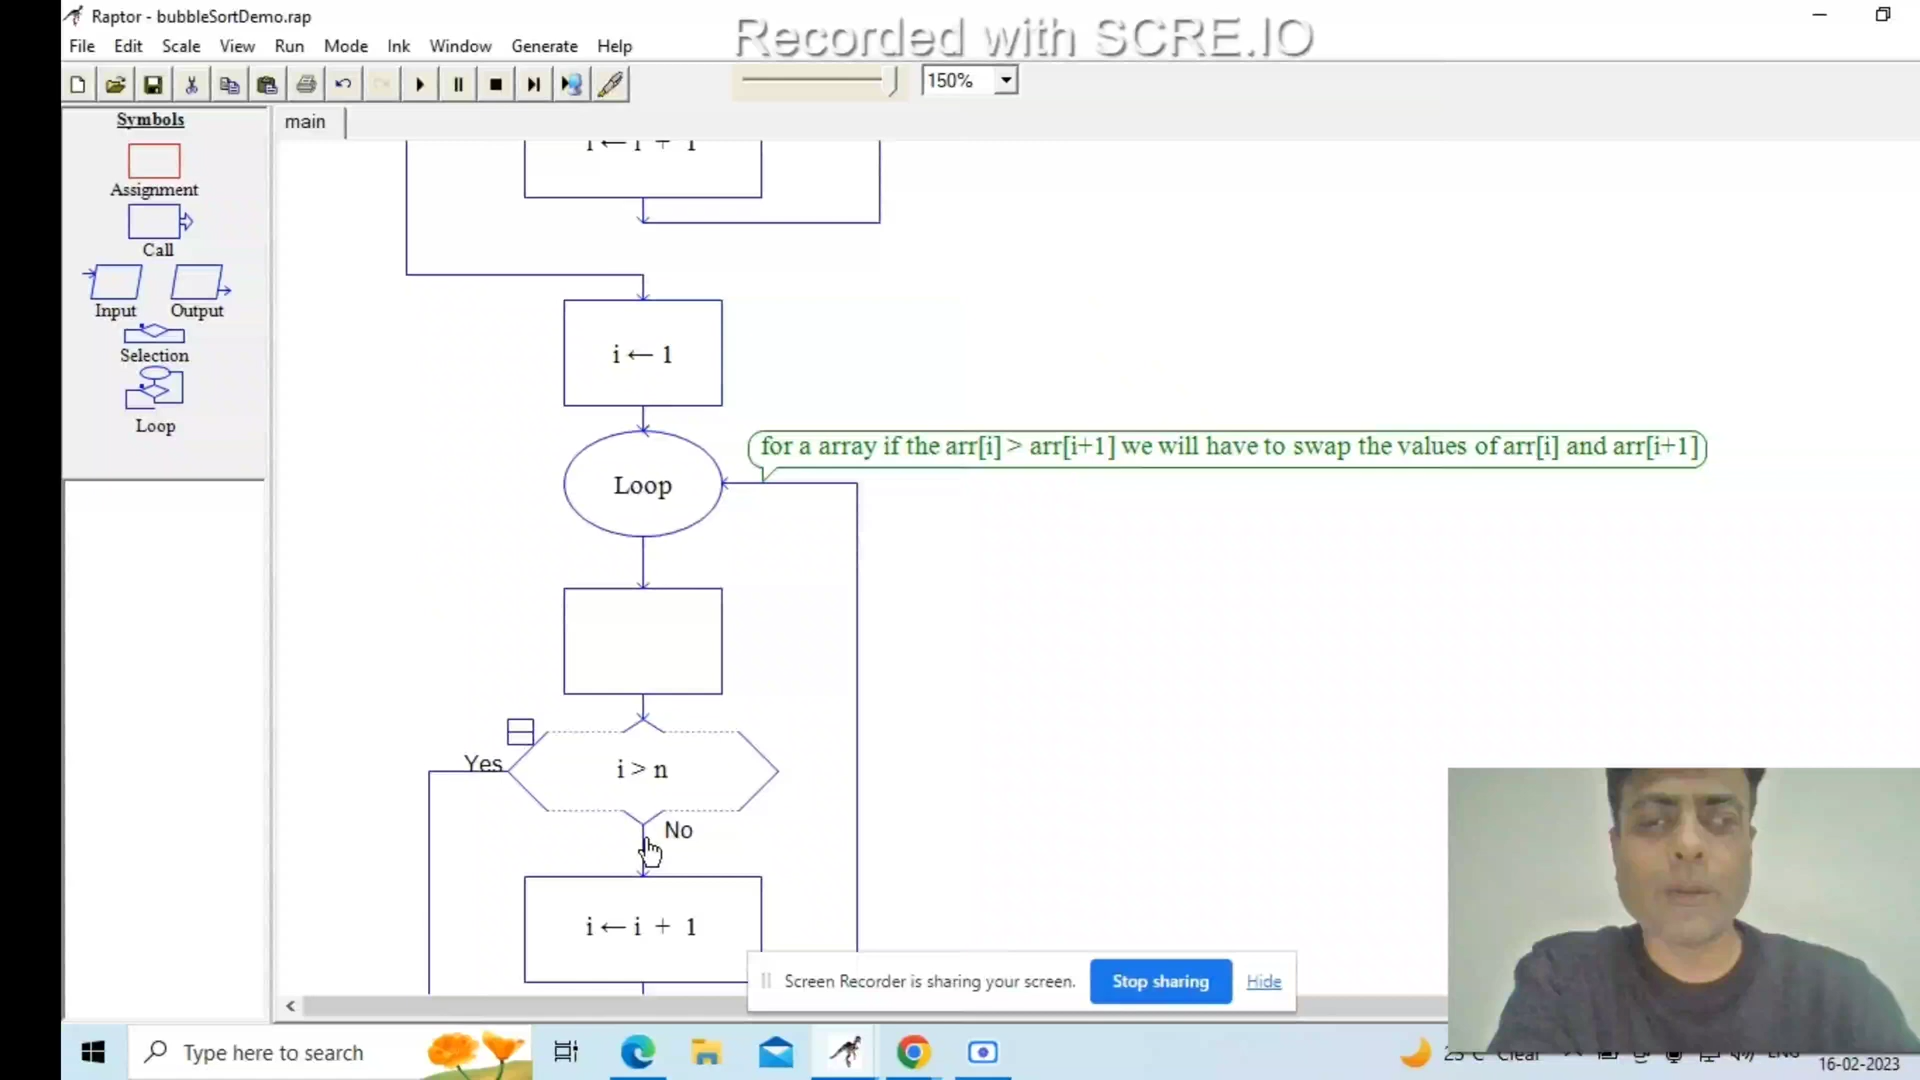 Raptor - bubbleSortDemo.rap
Recorded with SCRE.IO
File Edit Scale View Run Mode Ink Window Generate Help
150%
Symbols
main
Assignment
Call
Input Output
Selection
Loop
i ← i + 1
i ← 1
for a array if the arr[i] > arr[i+1] we will have to swap the values of arr[i] and arr[i+1]
Loop
Yes
i > n
No
i ← i + 1
Screen Recorder is sharing your screen. Stop sharing Hide
Type here to search
Clear
16-02-2023